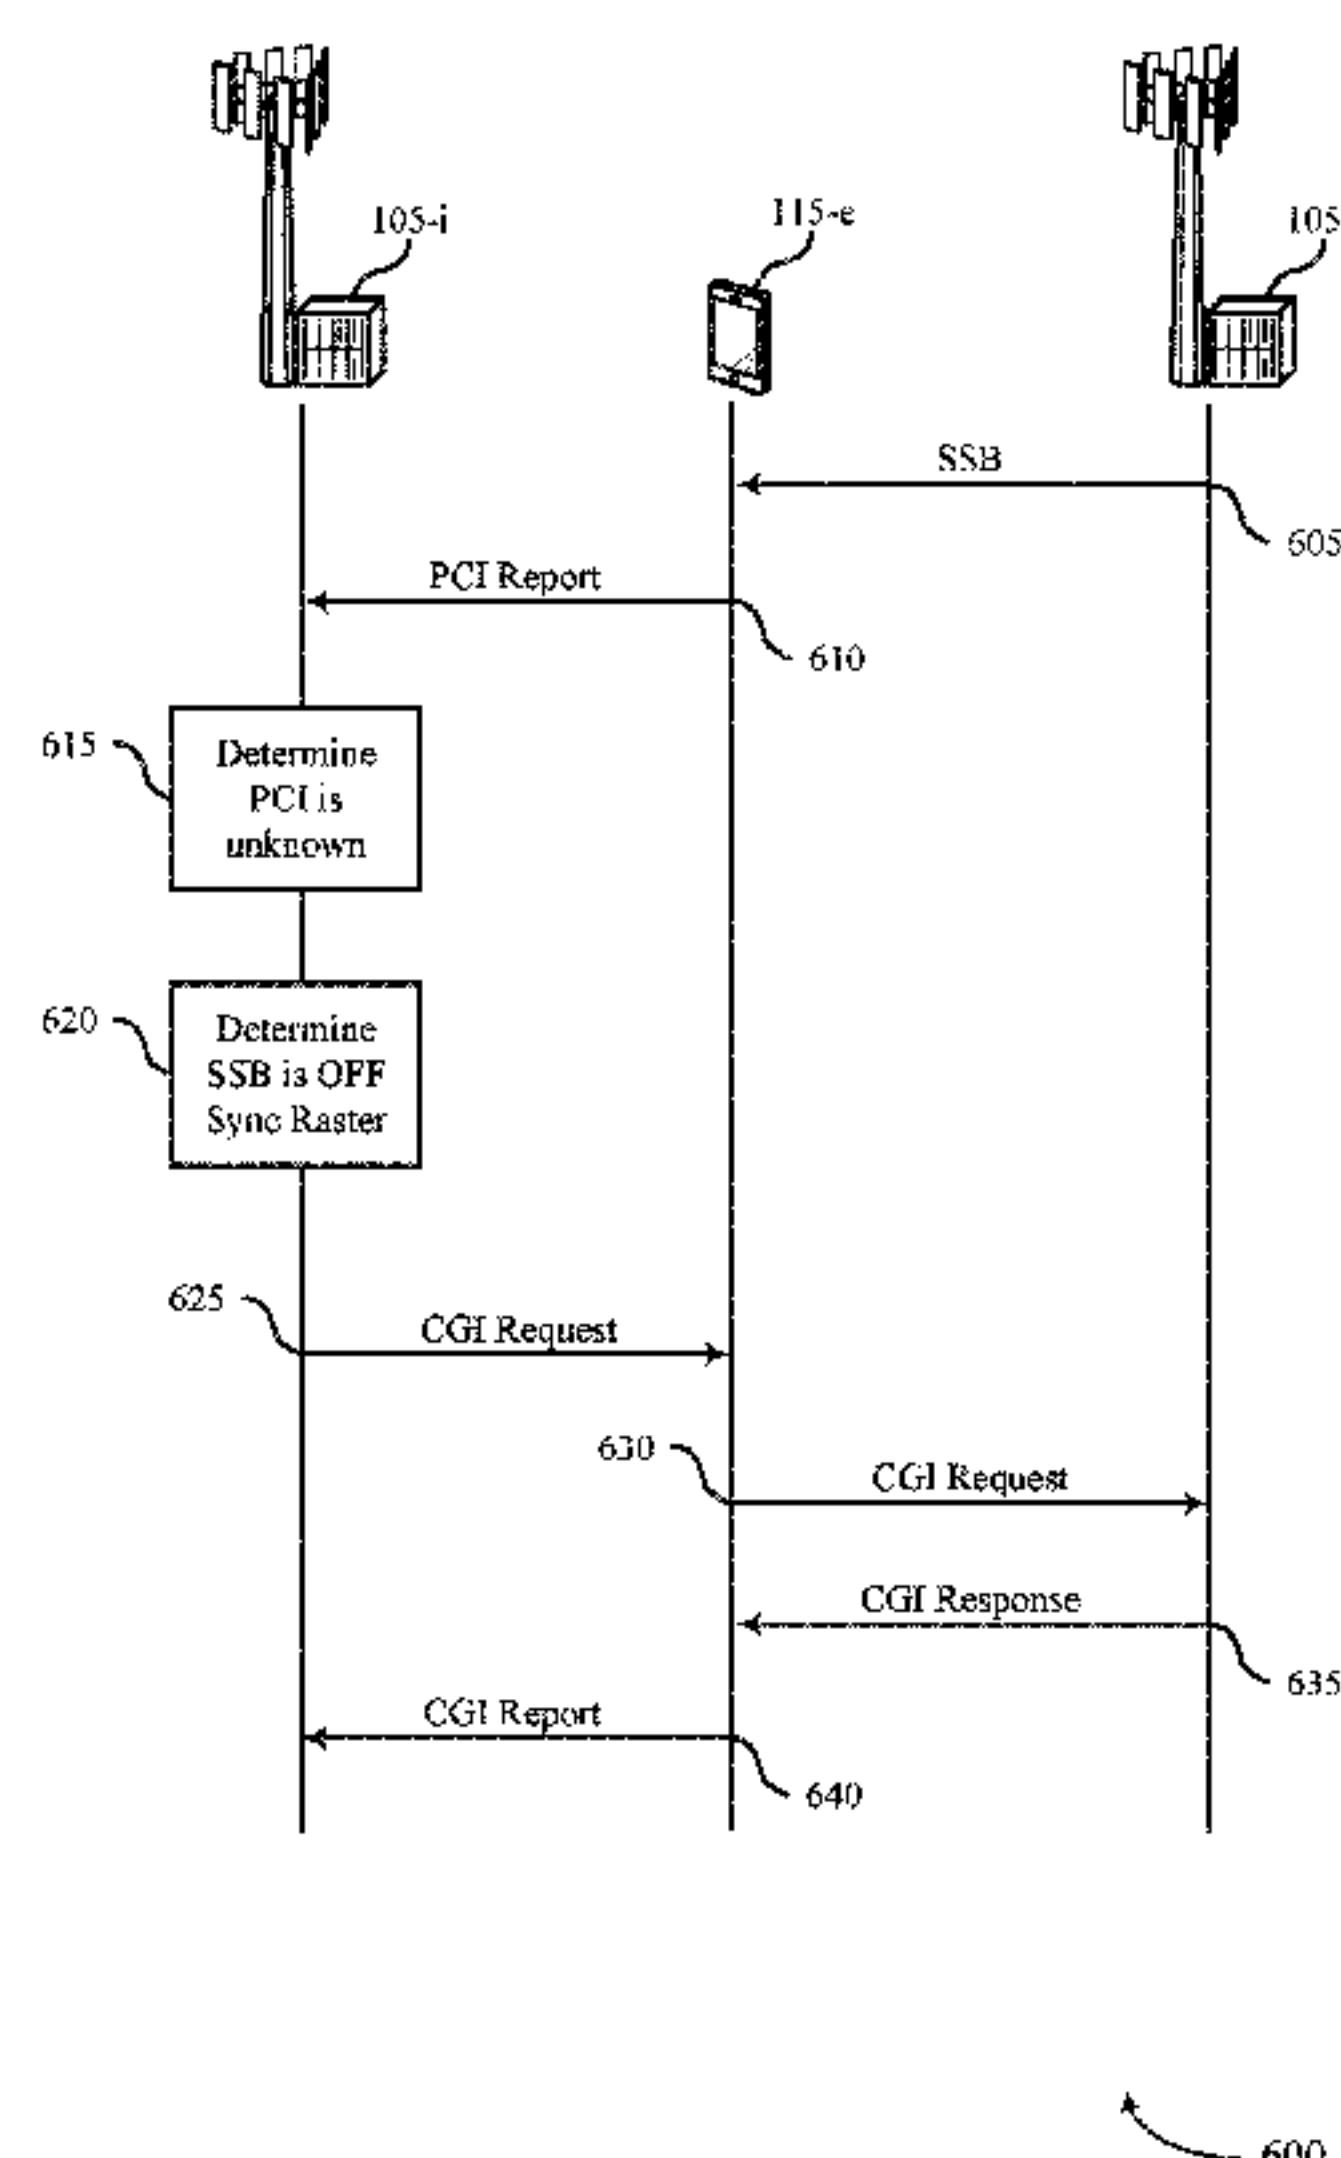 105-i
115-e
105
SSB
605
PCI Report
610
615
Determine
PCI is
unknown
620
Determine
SSB is OFF
Sync Raster
625
CGI Request
630
CGI Request
CGI Response
635
CGI Report
640
600